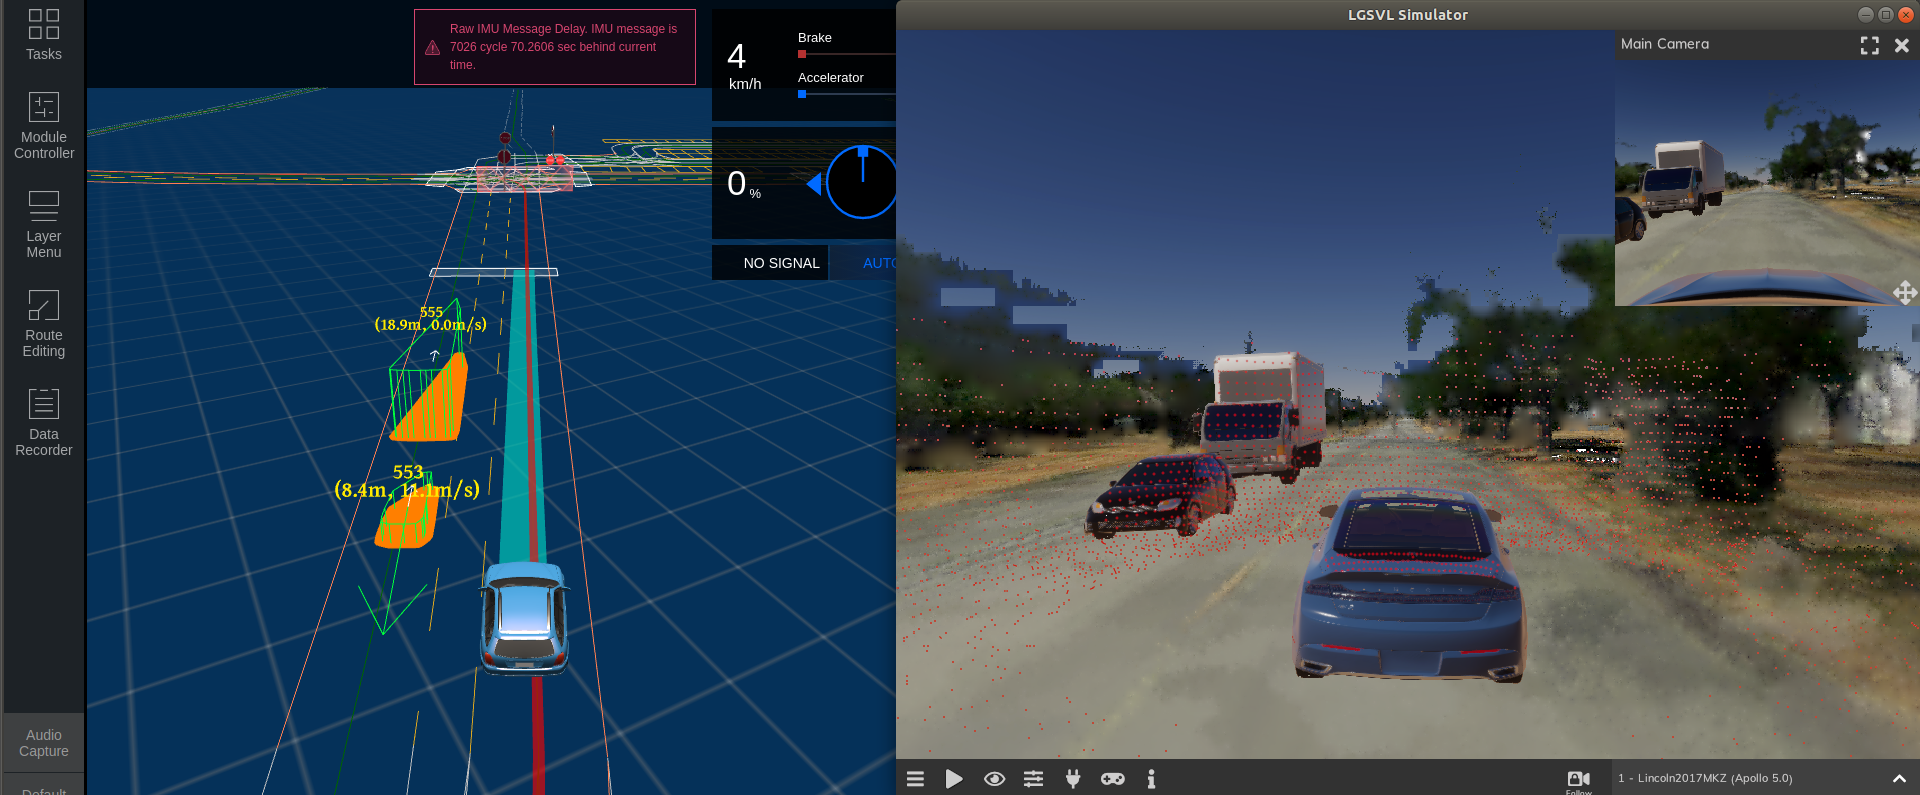 Tasks
Module
Controller
Layer
Menu
Route
Editing
Data
Recorder
Audio
Capture
Default
Raw IMU Message Delay. IMU message is
7026 cycle 70.2606 sec behind current
time.
4
km/h
Brake
Accelerator
0 %
NO SIGNAL
AUTO
555
(18.9m, 0.0m/s)
553
(8.4m, 11.1m/s)
LGSVL Simulator
Main Camera
Follow
1 - Lincoln2017MKZ (Apollo 5.0)